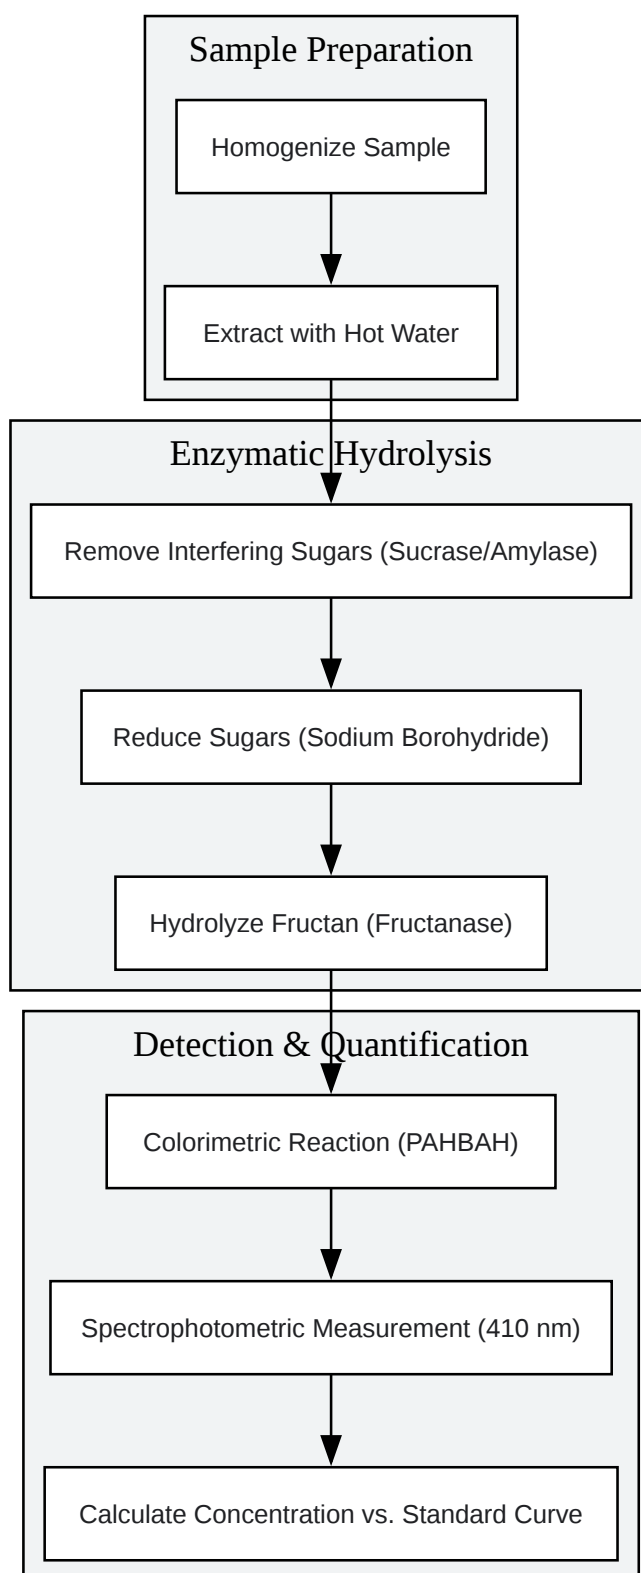 Sample Preparation
Homogenize Sample
Extract with Hot Water
Enzymatic Hydrolysis
Remove Interfering Sugars (Sucrase/Amylase)
Reduce Sugars (Sodium Borohydride)
Hydrolyze Fructan (Fructanase)
Detection & Quantification
Colorimetric Reaction (PAHBAH)
Spectrophotometric Measurement (410 nm)
Calculate Concentration vs. Standard Curve